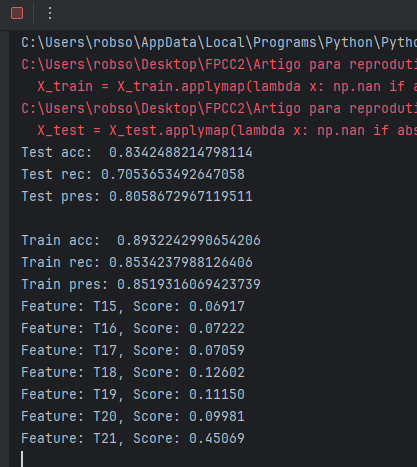 C:\Users\robso\AppData\Local\Programs\Python\Pytho
C:\Users\robso\Desktop\FPCC2\Artigo para reproduti
X_train = X_train.applymap(lambda x: np.nan if a
C:\Users\robso\Desktop\FPCC2\Artigo para reproduti
X_test = X_test.applymap(lambda x: np.nan if abs
Test acc:  0.8342488214798114
Test rec: 0.7053653492647058
Test pres: 0.8058672967119511
Train acc:  0.8932242990654206
Train rec: 0.8534237988126406
Train pres: 0.8519316069423739
Feature: T15, Score: 0.06917
Feature: T16, Score: 0.07222
Feature: T17, Score: 0.07059
Feature: T18, Score: 0.12602
Feature: T19, Score: 0.11150
Feature: T20, Score: 0.09981
Feature: T21, Score: 0.45069